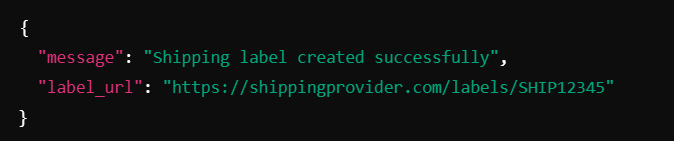 {
"message": "Shipping label created successfully",
"label_url": "https://shippingprovider.com/labels/SHIP12345"
}